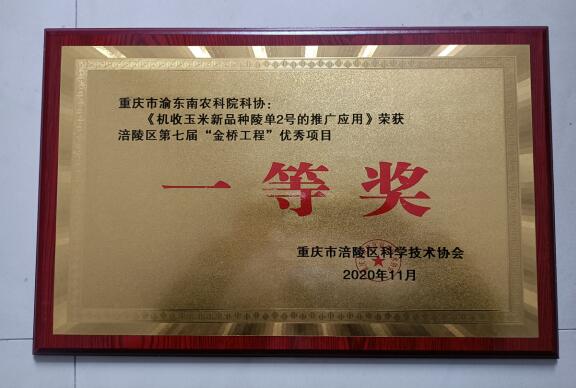 重庆市渝东南农科院科协：
《机收玉米新品种陵单2号的推广应用》荣获
涪陵区第七届“金桥工程”优秀项目
一等奖
重庆市涪陵区科学技术协会
2020年11月